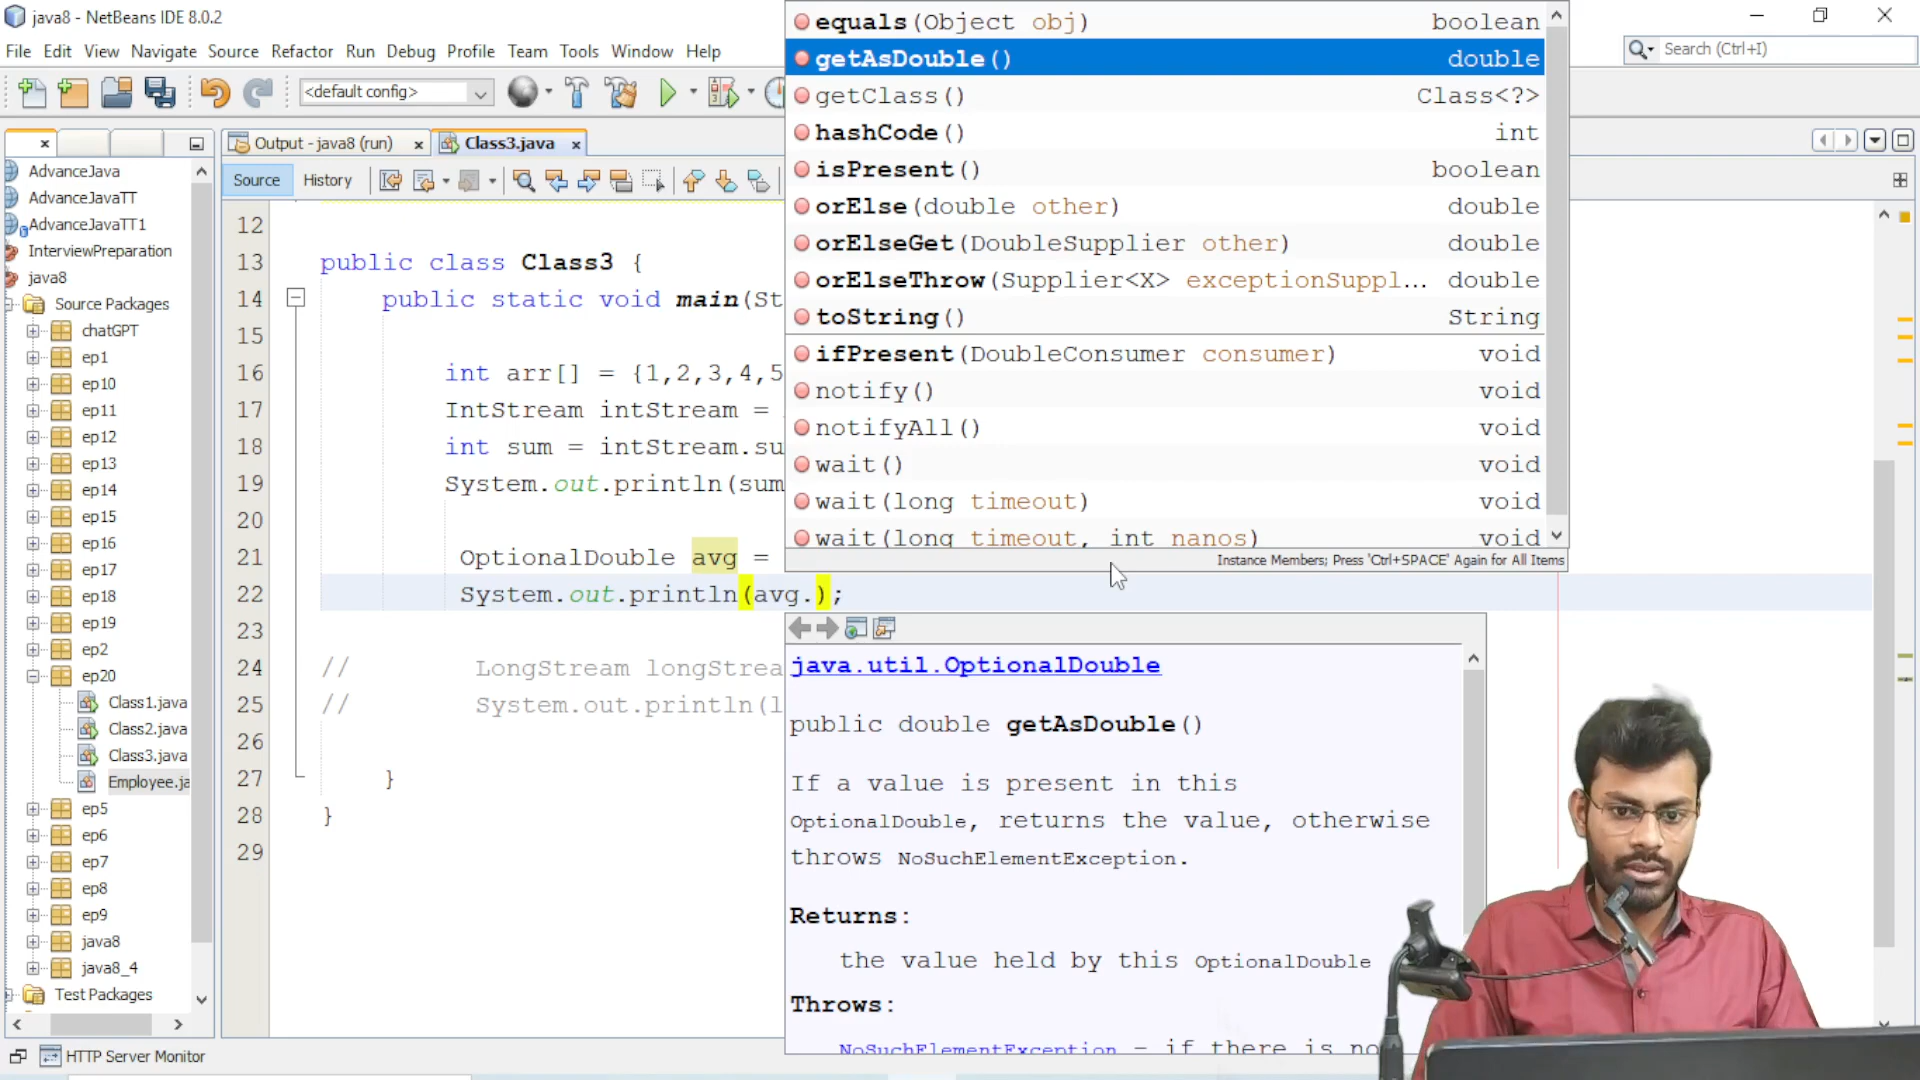 java8 - NetBeans IDE 8.0.2
File Edit View Navigate Source Refactor Run Debug Profile Team Tools Window Help
Search (Ctrl+I)
<default config>
Output - java8 (run)
Class3.java
Source History
AdvanceJava
AdvanceJavaTT
AdvanceJavaTT1
InterviewPreparation
java8
Source Packages
chatGPT
ep1
ep10
ep11
ep12
ep13
ep14
ep15
ep16
ep17
ep18
ep19
ep2
ep20
Class1.java
Class2.java
Class3.java
Employee.ja
ep5
ep6
ep7
ep8
ep9
java8
java8_4
Test Packages
12
13 public class Class3 {
14 public static void main(St
15
16 int arr[] = {1,2,3,4,5
17 IntStream intStream =
18 int sum = intStream.su
19 System.out.println(sum
20
21 OptionalDouble avg =
22 System.out.println(avg.);
23
24 // LongStream longStrea
25 // System.out.println(l
26
27 }
28 }
29
equals(Object obj) boolean
getAsDouble() double
getClass() Class<?>
hashCode() int
isPresent() boolean
orElse(double other) double
orElseGet(DoubleSupplier other) double
orElseThrow(Supplier<X> exceptionSuppl... double
toString() String
ifPresent(DoubleConsumer consumer) void
notify() void
notifyAll() void
wait() void
wait(long timeout) void
wait(long timeout, int nanos) void
Instance Members; Press 'Ctrl+SPACE' Again for All Items
java.util.OptionalDouble
public double getAsDouble()
If a value is present in this
OptionalDouble, returns the value, otherwise
throws NoSuchElementException.
Returns:
the value held by this OptionalDouble
Throws:
NoSuchElementException - if there is no
HTTP Server Monitor